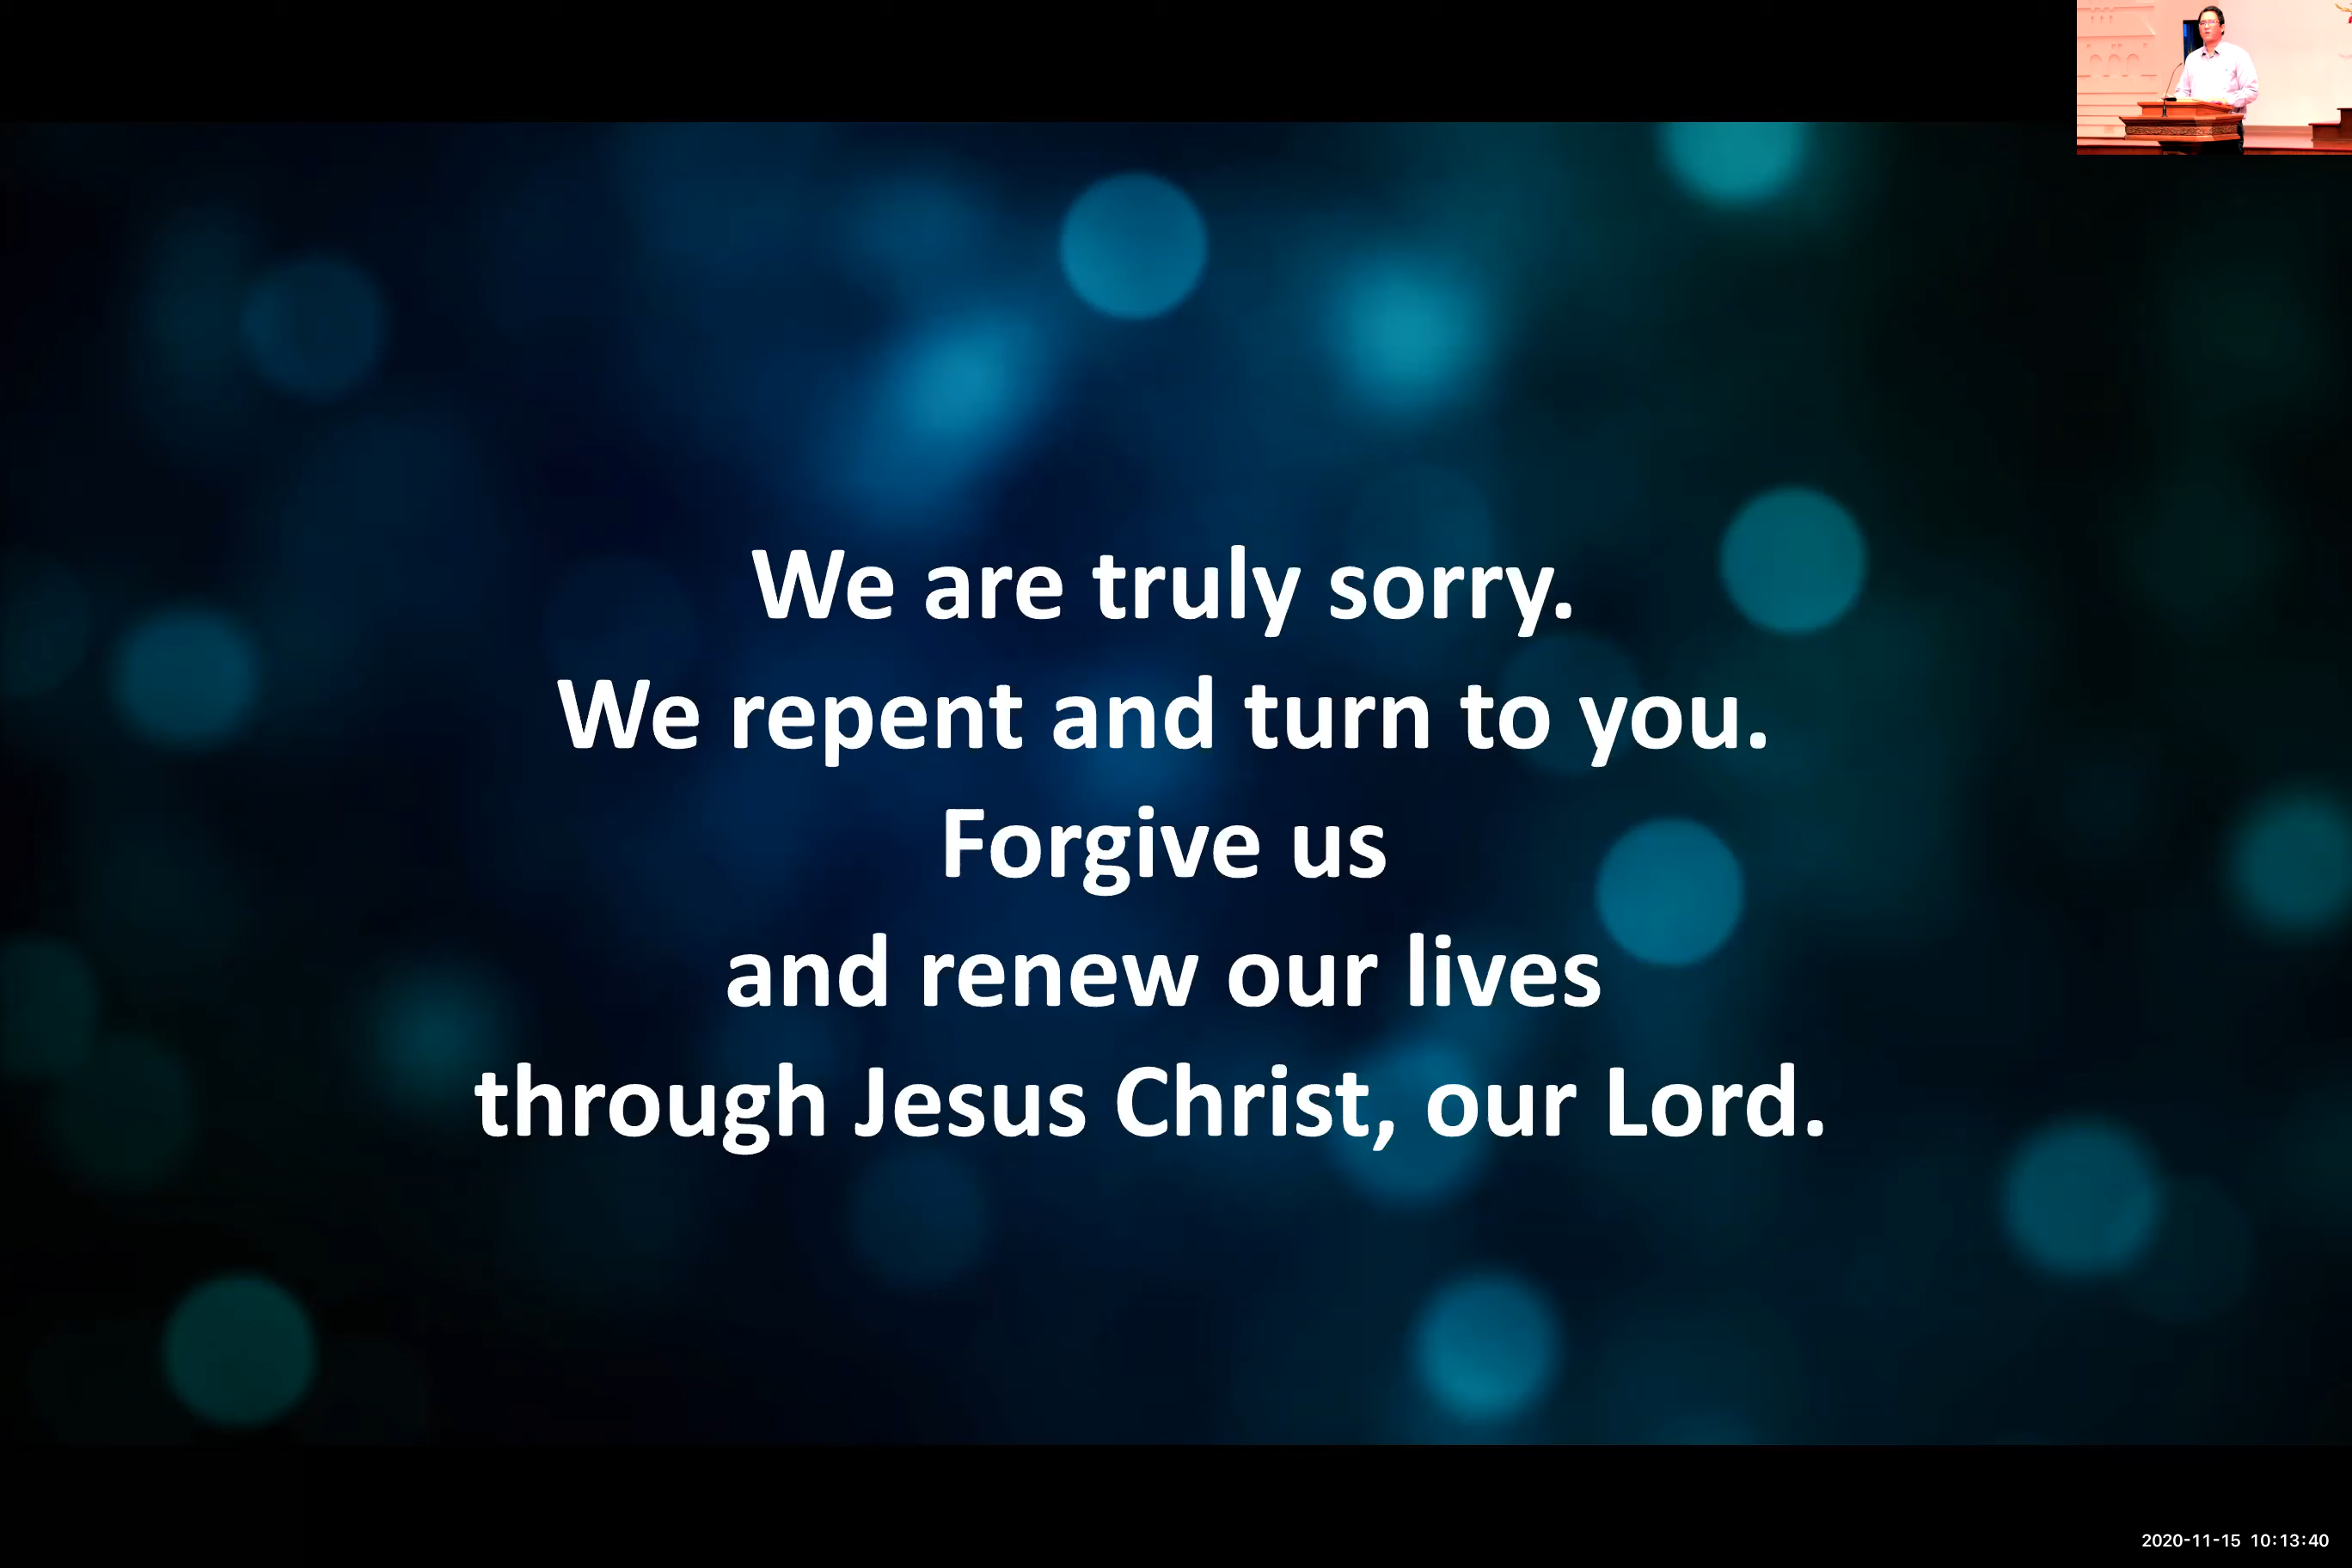 We are truly sorry.
We repent and turn to you.
Forgive us
and renew our lives
through Jesus Christ, our Lord.
2020-11-15 10:13:40